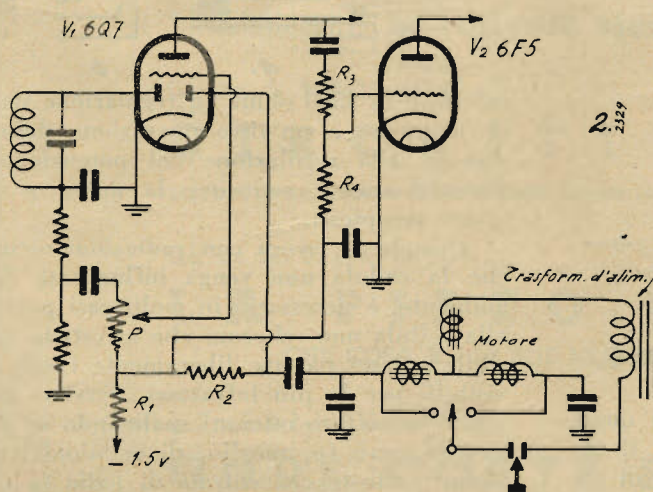 V₁ 6Q7
V₂ 6F5
R₃
2.2329
R₄
Trasform. d'alim.
P
Motore
R₂
R₁
– 1.5v